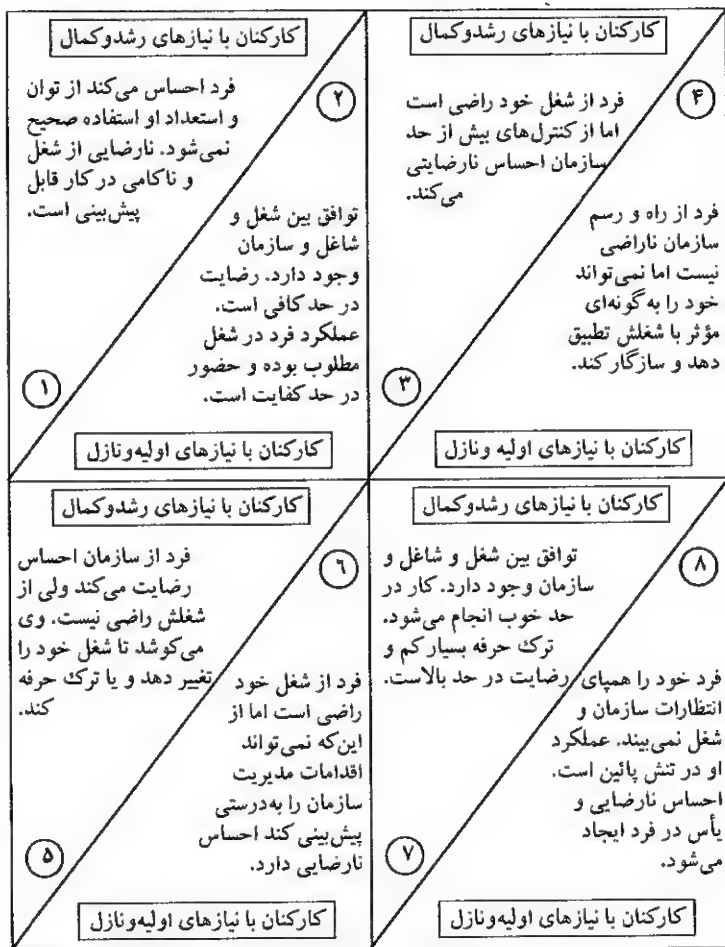 کارکنان با نیازهای رشدوکمال
۴
فرد از شغل خود راضی است
اما از کنترل‌های بیش از حد
سازمان احساس نارضایتی
می‌کند.
فرد از راه و رسم
سازمان ناراضی
نیست اما نمی‌تواند
خود را به گونه‌ای
مؤثر با شغلش تطبیق
دهد و سازگار کند.
۳
کارکنان با نیازهای اولیه ونازل
کارکنان با نیازهای رشدوکمال
۲
فرد احساس می‌کند از توان
و استعداد او استفاده صحیح
نمی‌شود. نارضایی از شغل
و ناکامی در کار قابل
پیش‌بینی است.
توافق بین شغل و
شاغل و سازمان
وجود دارد. رضایت
در حد کافی است.
عملکرد فرد در شغل
مطلوب بوده و حضور
در حد کفایت است.
۱
کارکنان با نیازهای اولیه‌ونازل
کارکنان با نیازهای رشدوکمال
۸
توافق بین شغل و شاغل و
سازمان وجود دارد. کار در
حد خوب انجام می‌شود.
ترک حرفه بسیار کم و
رضایت در حد بالاست.
فرد خود را همپای
انتظارات سازمان و
شغل نمی‌بیند. عملکرد
او در تنش پائین است.
احساس نارضایی و
یأس در فرد ایجاد
می‌شود.
۷
کارکنان با نیازهای اولیه‌ونازل
کارکنان با نیازهای رشدوکمال
۶
فرد از سازمان احساس
رضایت می‌کند ولی از
شغلش راضی نیست. وی
می‌کوشد تا شغل خود را
تغییر دهد و یا ترک حرفه
کند.
فرد از شغل خود
راضی است اما از
این‌که نمی‌تواند
اقدامات مدیریت
سازمان را به‌درستی
پیش‌بینی کند احساس
نارضایی دارد.
۵
کارکنان با نیازهای اولیه‌ونازل